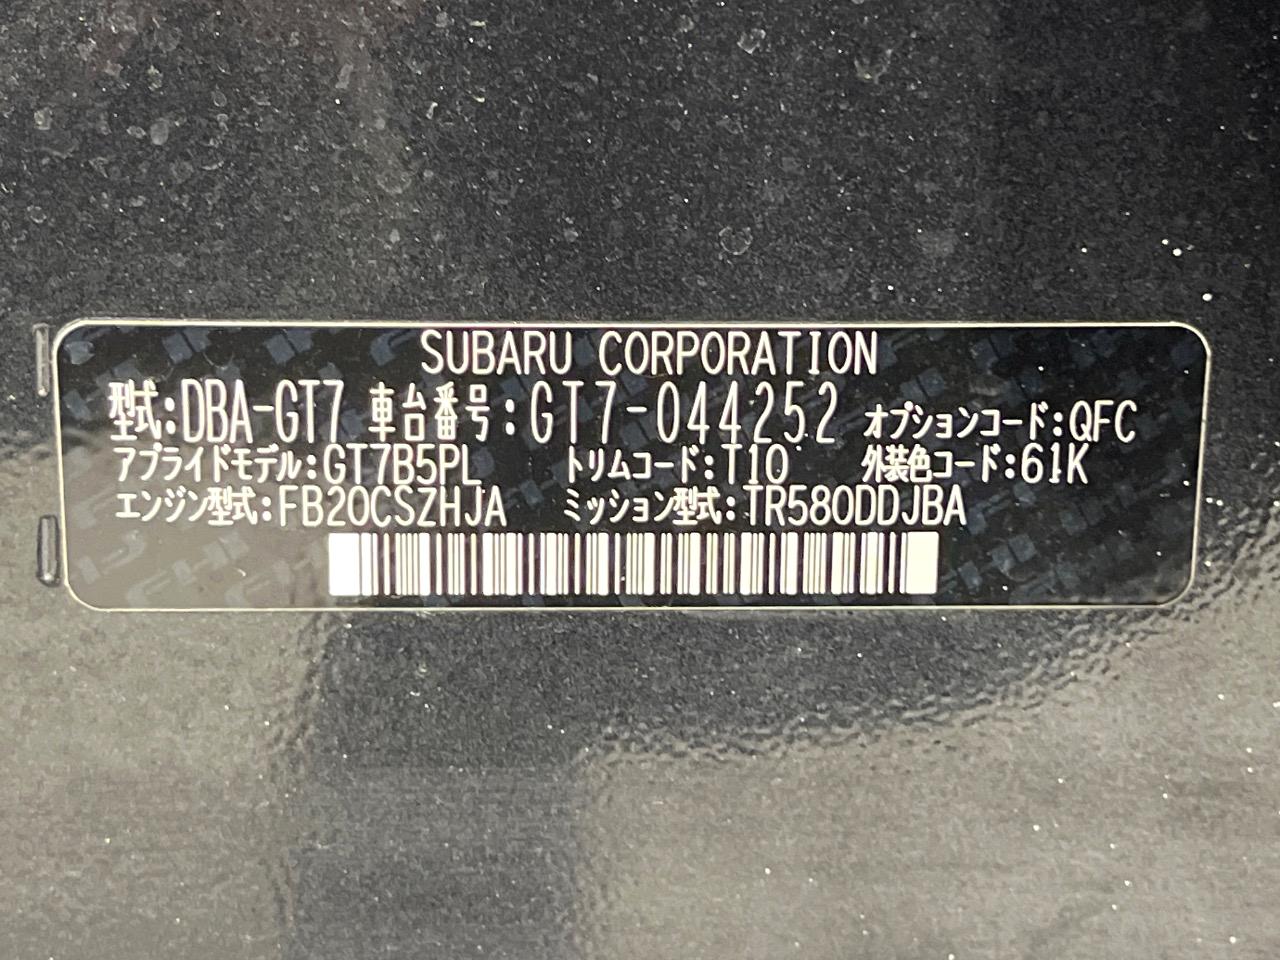 SUBARU CORPORATION
型式:DBA-GT7 車台番号:GT7-044252 オプションコード:QFC
アプライドモデル:GT7B5PL トリムコード:T10 外装色コード:61K
エンジン型式:FB20CSZHJA ミッション型式:TR580DDJBA